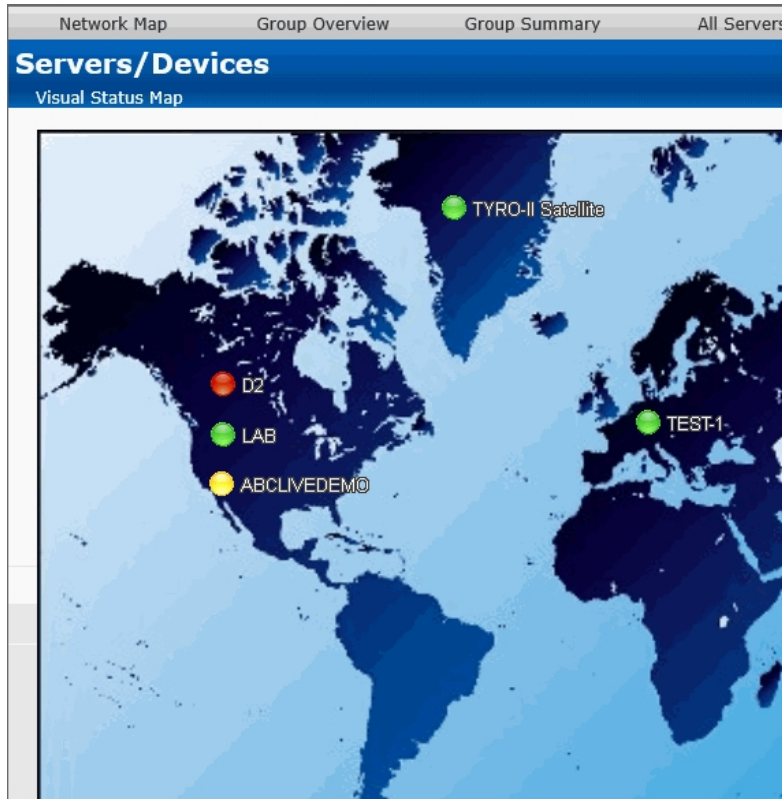 Network Map Group Overview Group Summary All Servers
Servers/Devices
Visual Status Map
TYRO-II Satellite
D2
TEST-1
LAB
ABCLIVEDEMO